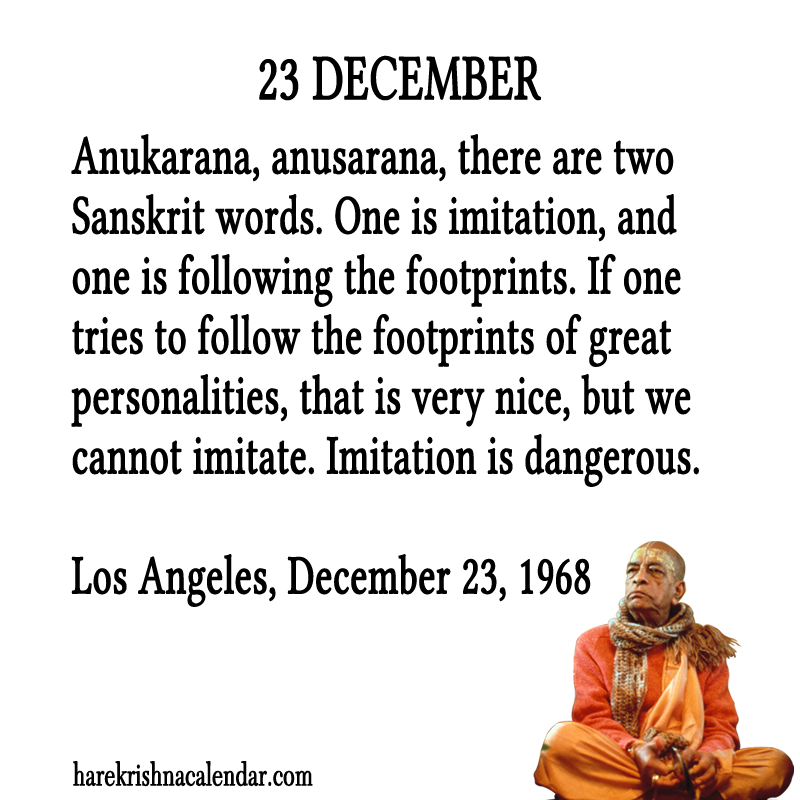 23 DECEMBER
Anukarana, anusarana, there are two
Sanskrit words. One is imitation, and
one is following the footprints. If one
tries to follow the footprints of great
personalities, that is very nice, but we
cannot imitate. Imitation is dangerous.
Los Angeles, December 23, 1968
harekrishnacalendar.com